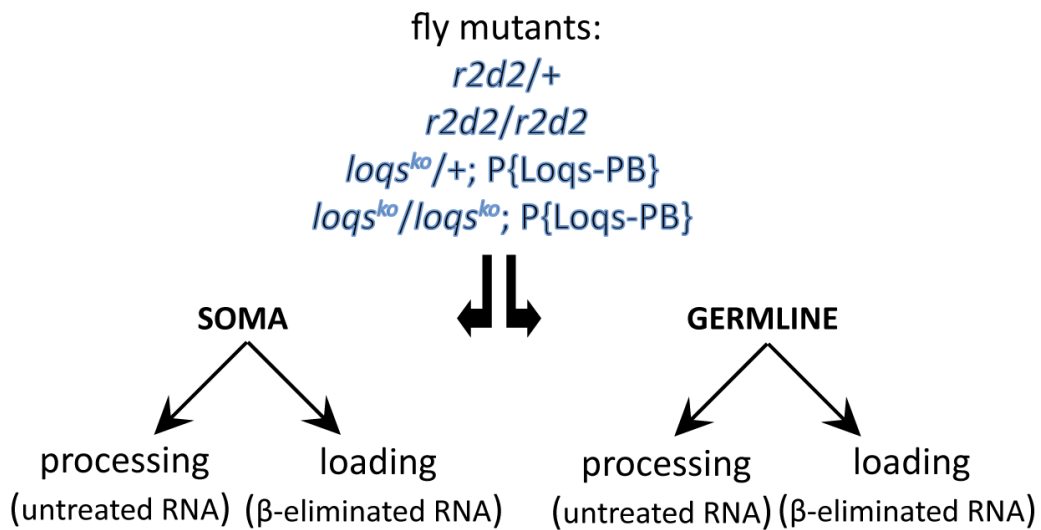 fly mutants:
r2d2/+
r2d2/r2d2
loqsᵏᵒ/+; P{Loqs-PB}
loqsᵏᵒ/loqsᵏᵒ; P{Loqs-PB}
SOMA GERMLINE
processing loading processing loading
(untreated RNA) (β-eliminated RNA) (untreated RNA) (β-eliminated RNA)